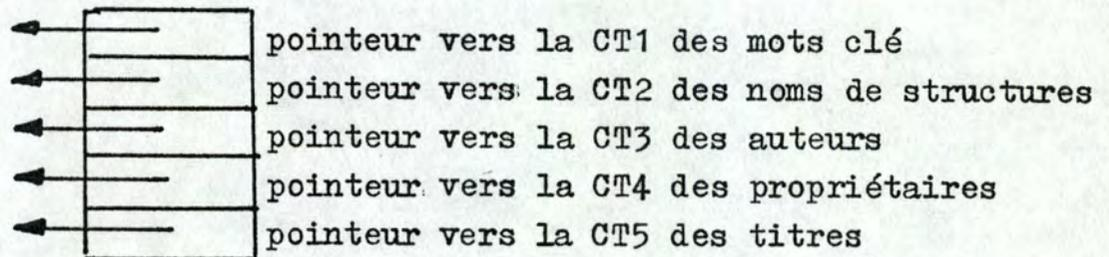 pointeur vers la CT1 des mots clé
pointeur vers la CT2 des noms de structures
pointeur vers la CT3 des auteurs
pointeur vers la CT4 des propriétaires
pointeur vers la CT5 des titres